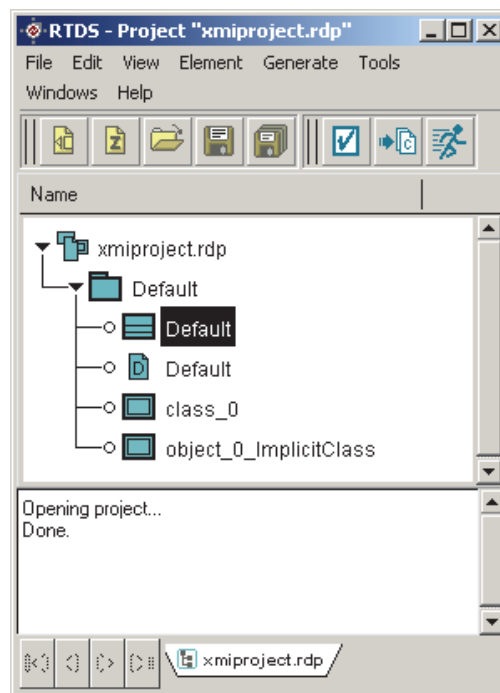 RTDS - Project "xmiproject.rdp"
File Edit View Element Generate Tools
Windows Help
Name
xmiproject.rdp
Default
Default
Default
class_0
object_0_ImplicitClass
Opening project...
Done.
xmiproject.rdp